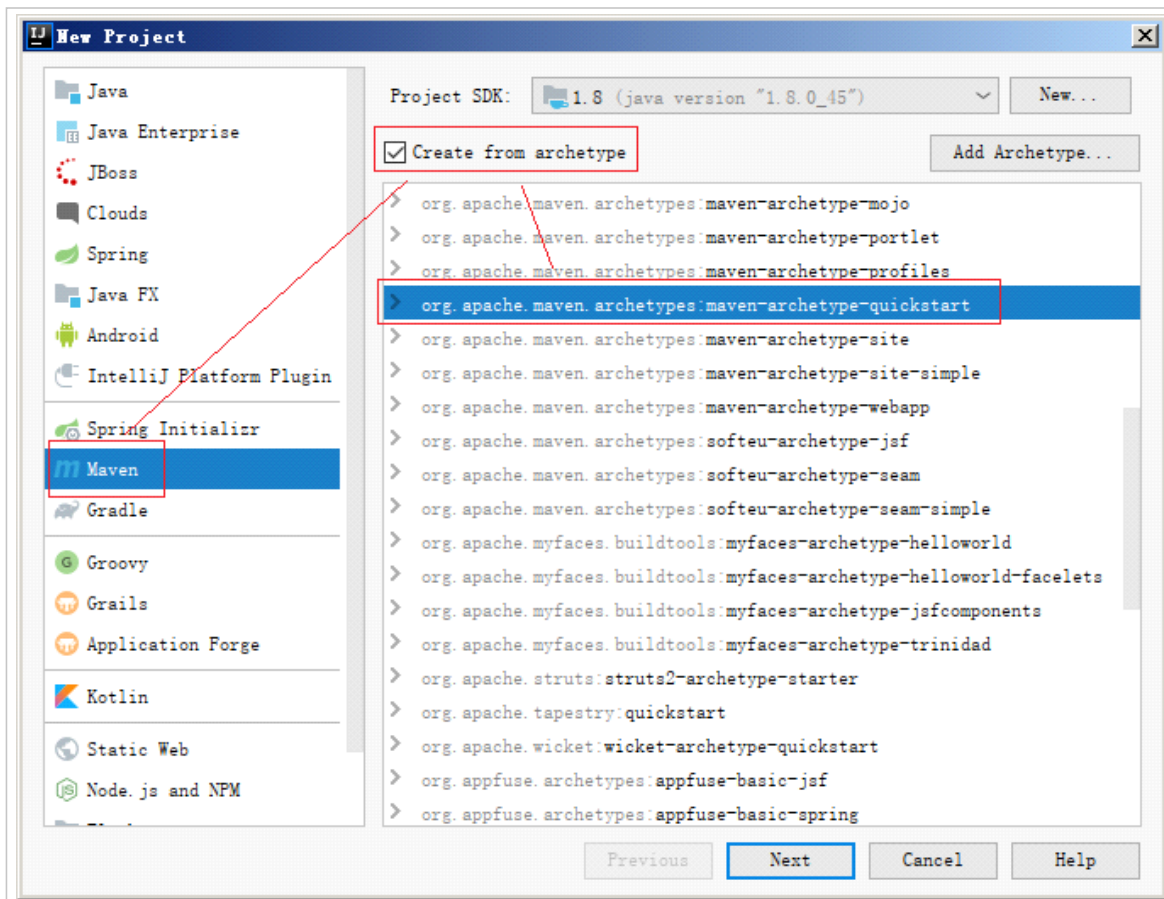 New Project
Java
Java Enterprise
JBoss
Clouds
Spring
Java FX
Android
IntelliJ Platform Plugin
Spring Initializr
Maven
Gradle
Groovy
Grails
Application Forge
Kotlin
Static Web
Node.js and NPM
Project SDK: 1.8 (java version "1.8.0_45") New...
Create from archetype Add Archetype...
org.apache.maven.archetypes:maven-archetype-mojo
org.apache.maven.archetypes:maven-archetype-portlet
org.apache.maven.archetypes:maven-archetype-profiles
org.apache.maven.archetypes:maven-archetype-quickstart
org.apache.maven.archetypes:maven-archetype-site
org.apache.maven.archetypes:maven-archetype-site-simple
org.apache.maven.archetypes:maven-archetype-webapp
org.apache.maven.archetypes:softeu-archetype-jsf
org.apache.maven.archetypes:softeu-archetype-seam
org.apache.maven.archetypes:softeu-archetype-seam-simple
org.apache.myfaces.buildtools:myfaces-archetype-helloworld
org.apache.myfaces.buildtools:myfaces-archetype-helloworld-facelets
org.apache.myfaces.buildtools:myfaces-archetype-jsfcomponents
org.apache.myfaces.buildtools:myfaces-archetype-trinidad
org.apache.struts:struts2-archetype-starter
org.apache.tapestry:quickstart
org.apache.wicket:wicket-archetype-quickstart
org.appfuse.archetypes:appfuse-basic-jsf
org.appfuse.archetypes:appfuse-basic-spring
Previous Next Cancel Help